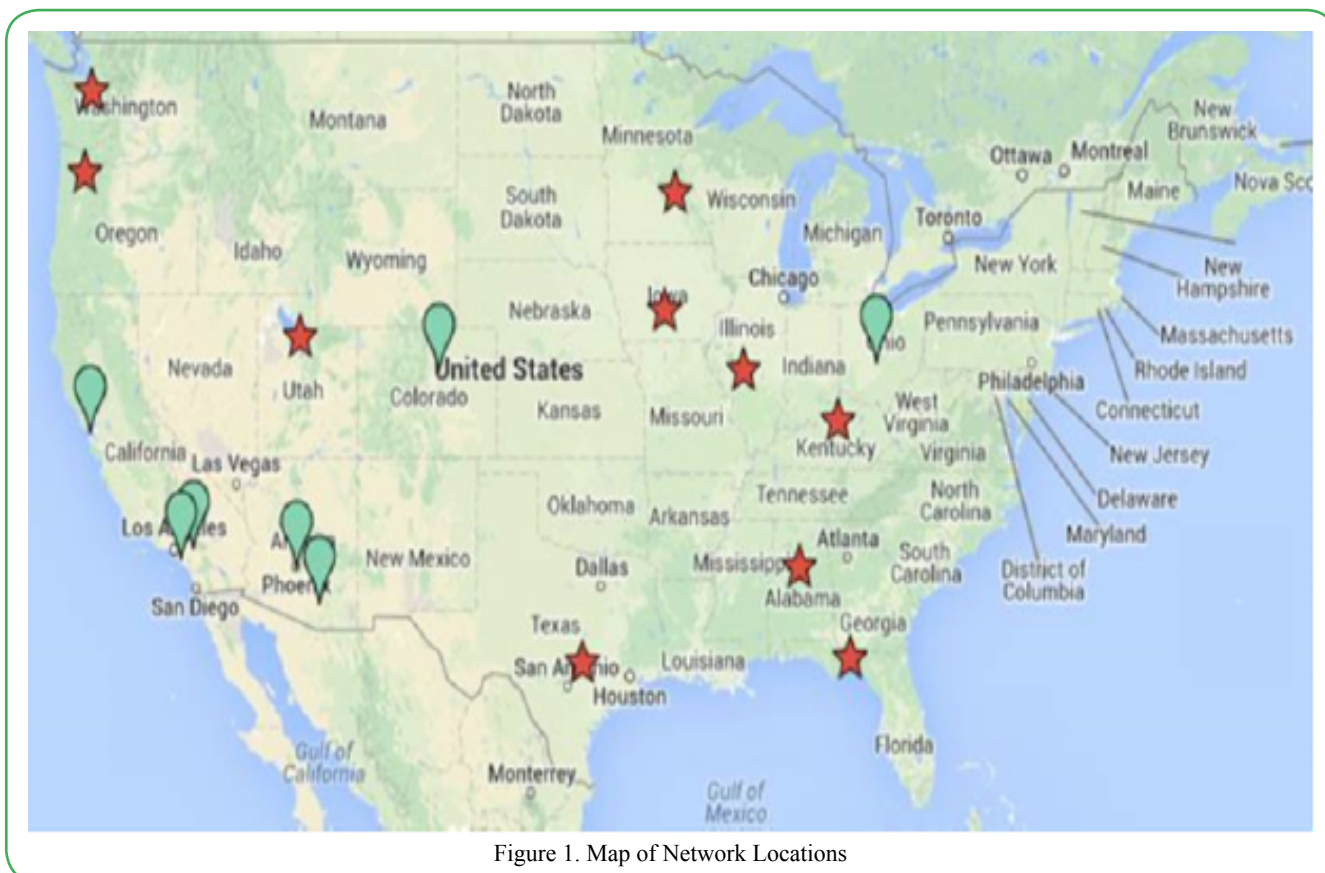 North
Dakota
New
Brunswick
Washington
Montana
Minnesota
Ottawa
Montreal
Maine
Nova Sco
South
Dakota
Wisconsin
Toronto
Oregon
Michigan
Idaho
Wyoming
New York
Chicago
New
Hampshire
Iowa
Nebraska
Illinois
Pennsylvania
Massachusetts
Ohio
Nevada
United States
Indiana
Rhode Island
Utah
Colorado
Philadelphia
Kansas
Missouri
West
Virginia
Connecticut
California
Las Vegas
Kentucky
Virginia
New Jersey
Tennessee
North
Carolina
Delaware
Oklahoma
Arkansas
Los Angeles
Maryland
Atlanta
New Mexico
Mississippi
South
Carolina
Dallas
District of
Columbia
Phoenix
San Diego
Alabama
Texas
Georgia
San Antonio
Louisiana
Houston
Florida
Gulf of
California
Monterrey
Gulf of
Mexico
Figure 1. Map of Network Locations